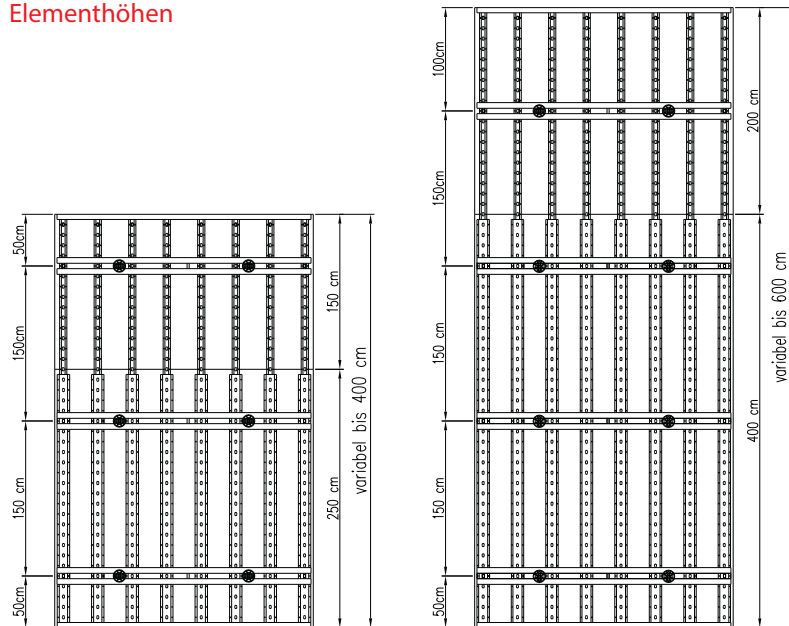 Elementhöhen
50cm
150cm
150 cm
50cm
150 cm
250 cm
variabel bis 400 cm
100cm
150cm
150 cm
150 cm
50cm
200 cm
400 cm
variabel bis 600 cm